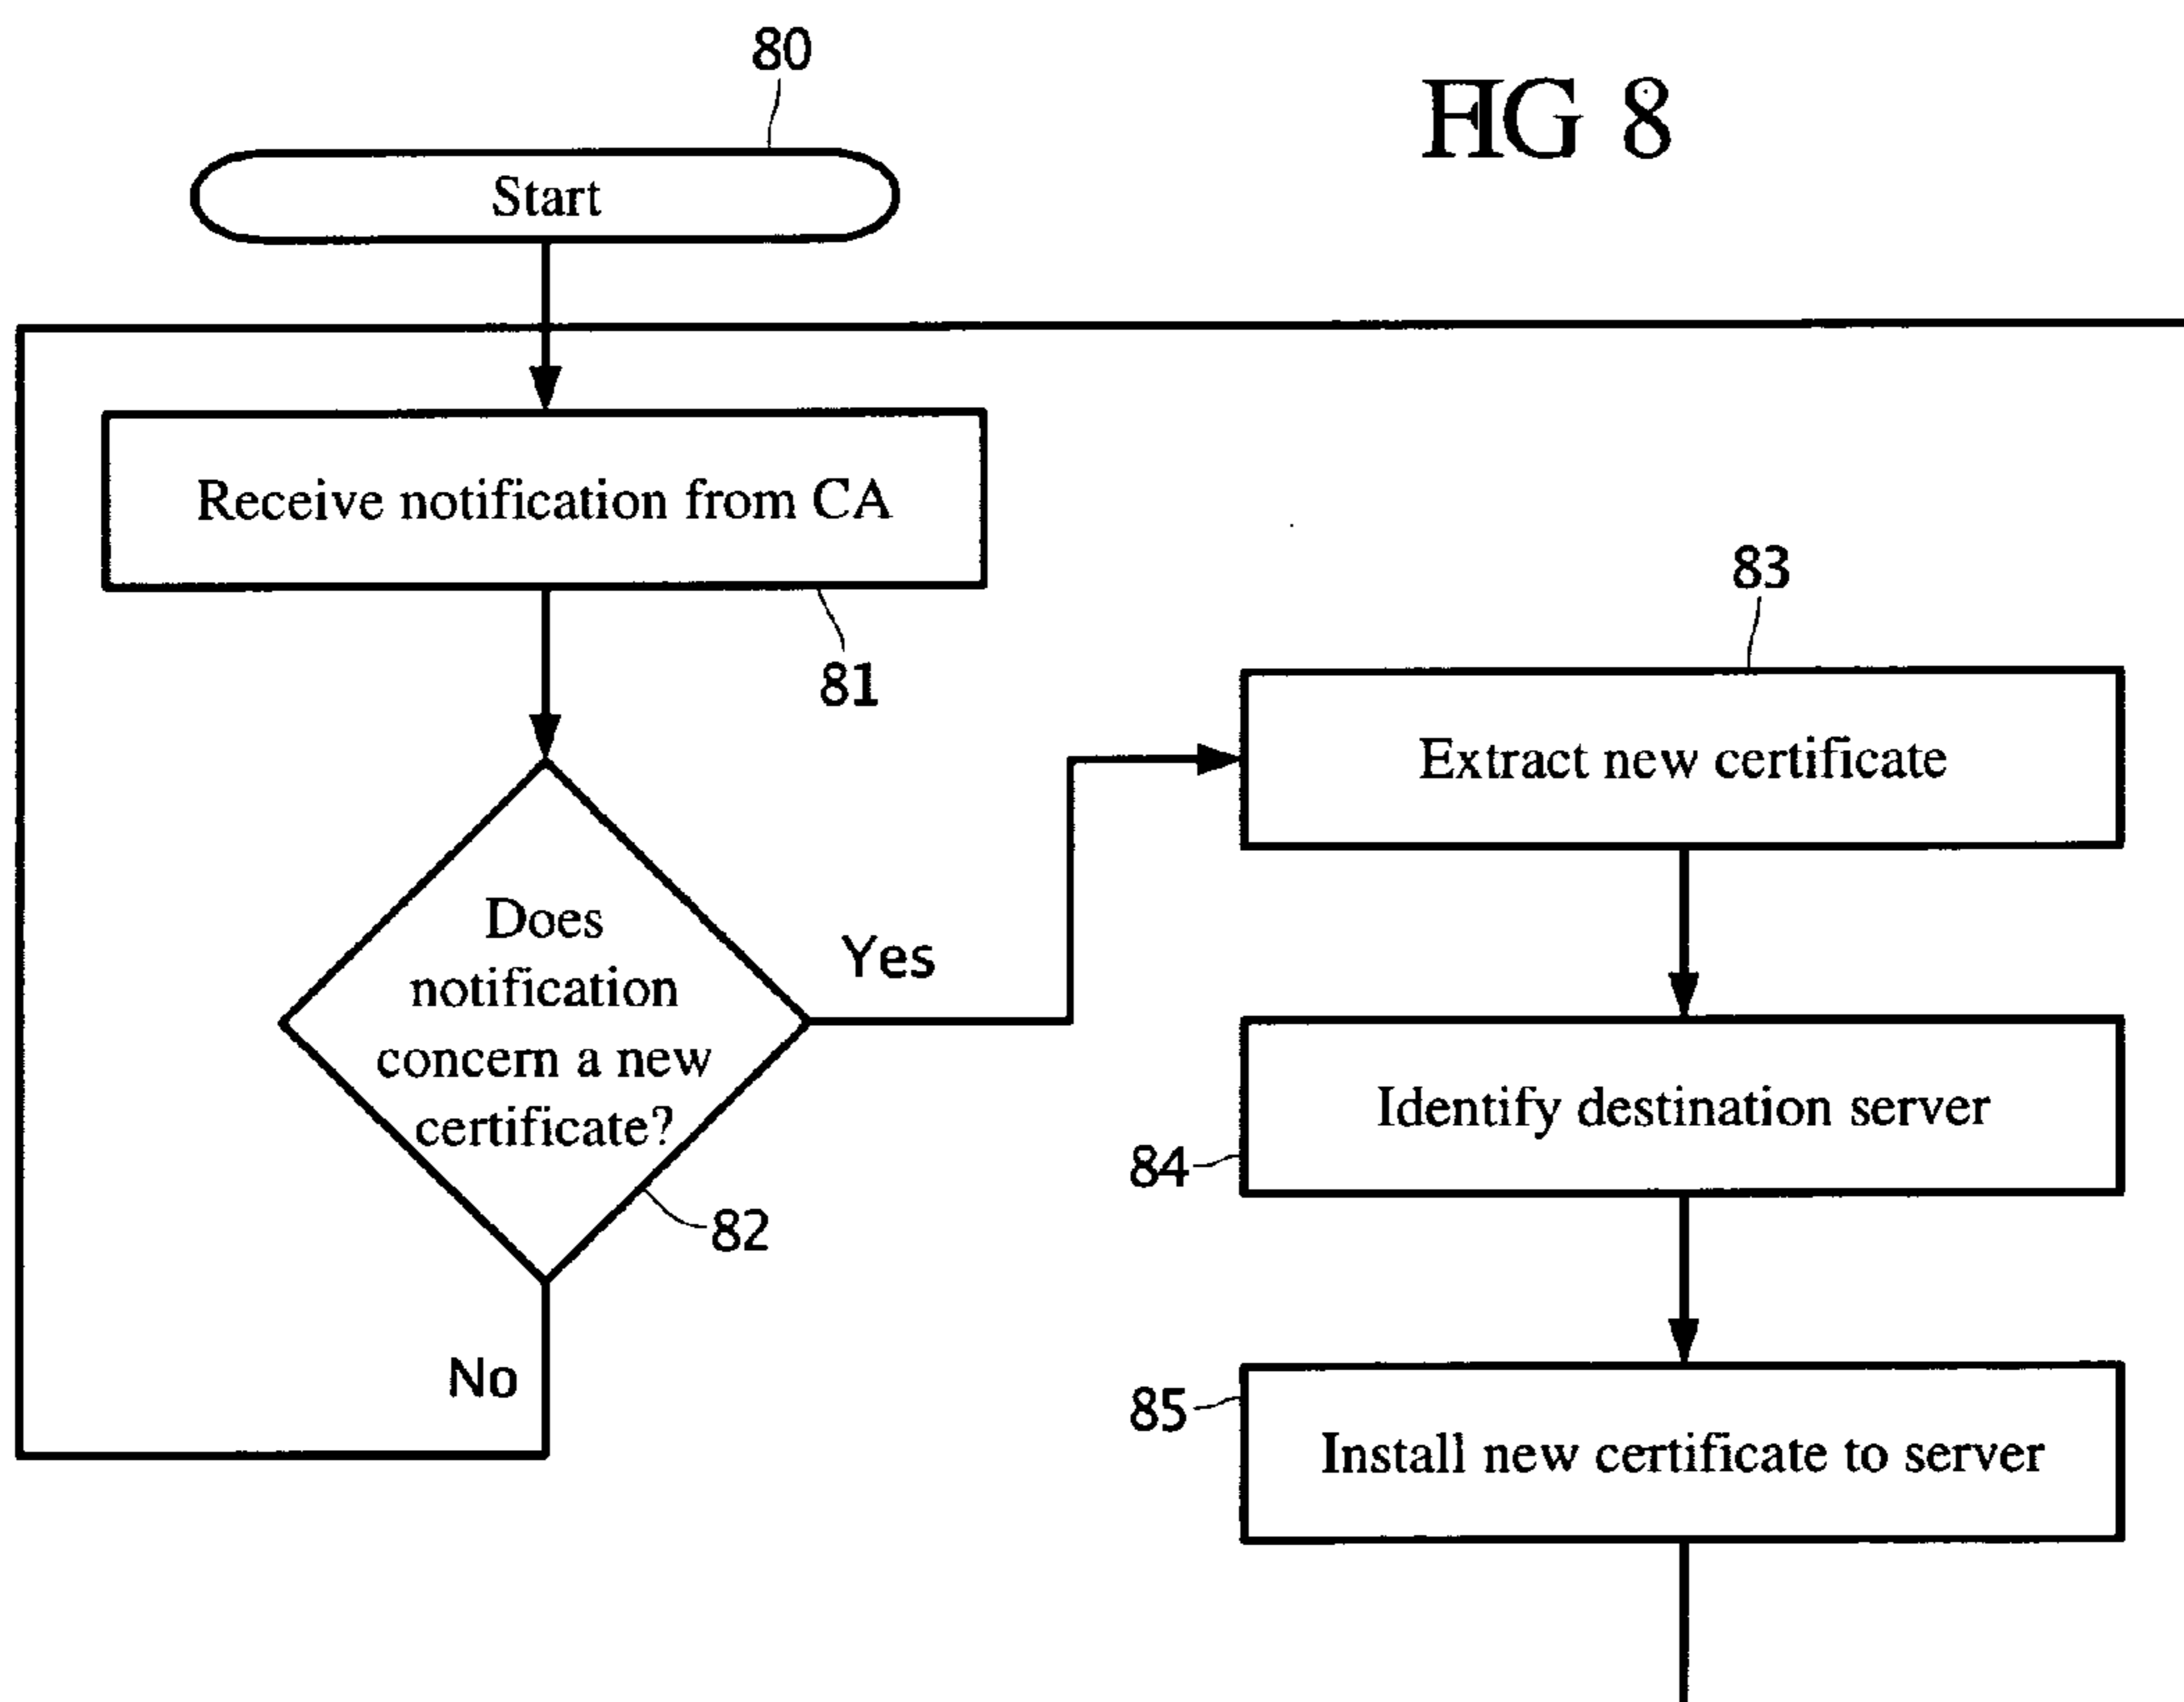 80
FIG 8
Start
Receive notification from CA
81
83
Extract new certificate
Does
notification
concern a new
certificate?
Yes
82
Identify destination server
84
No
85
Install new certificate to server